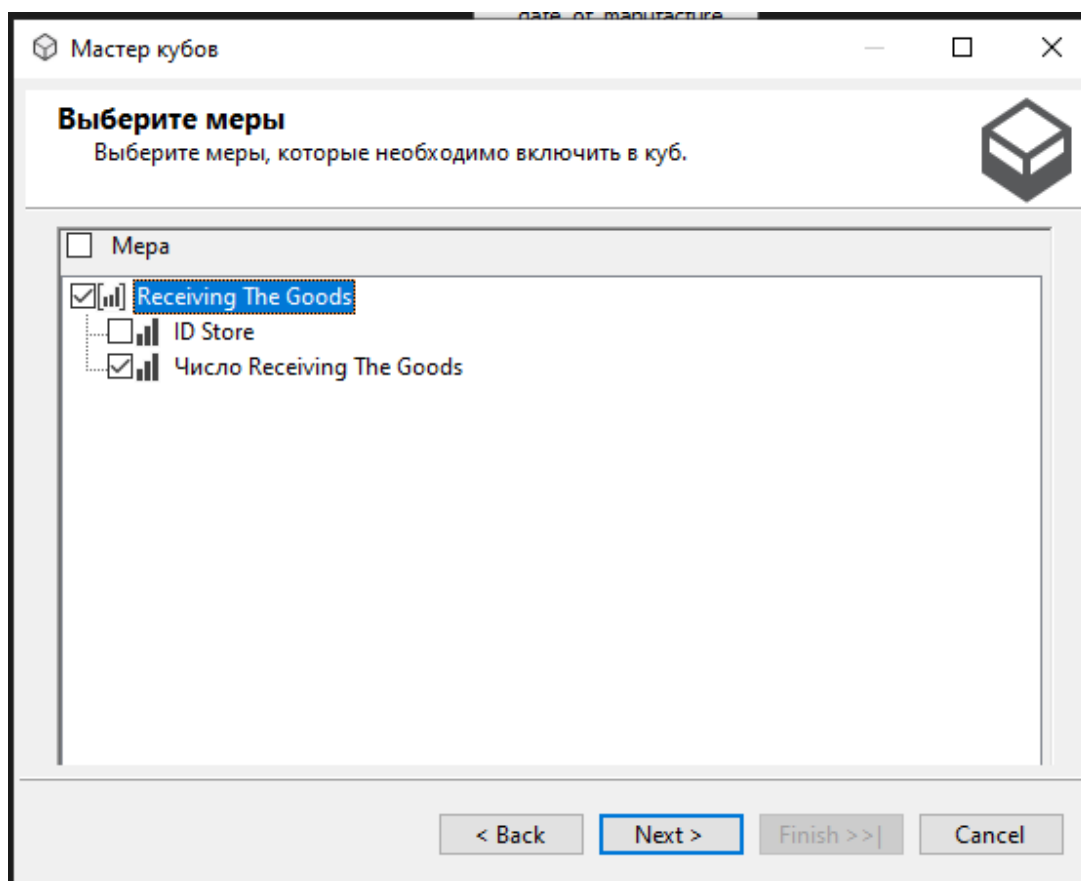 date_of_manufacture
Мастер кубов
Выберите меры
Выберите меры, которые необходимо включить в куб.
Мера
Receiving The Goods
ID Store
Число Receiving The Goods
< Back Next > Finish >>| Cancel